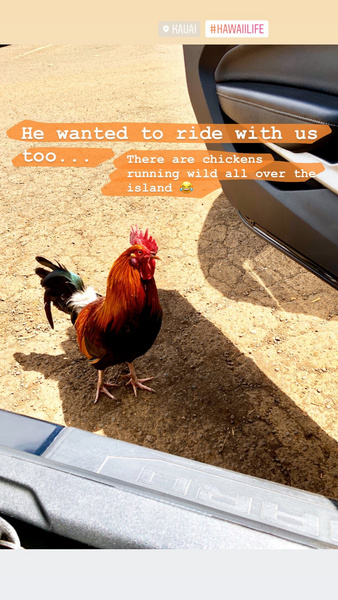 KAUAI #HAWAIILIFE
He wanted to ride with us
too...
There are chickens
running wild all over the
island 😂